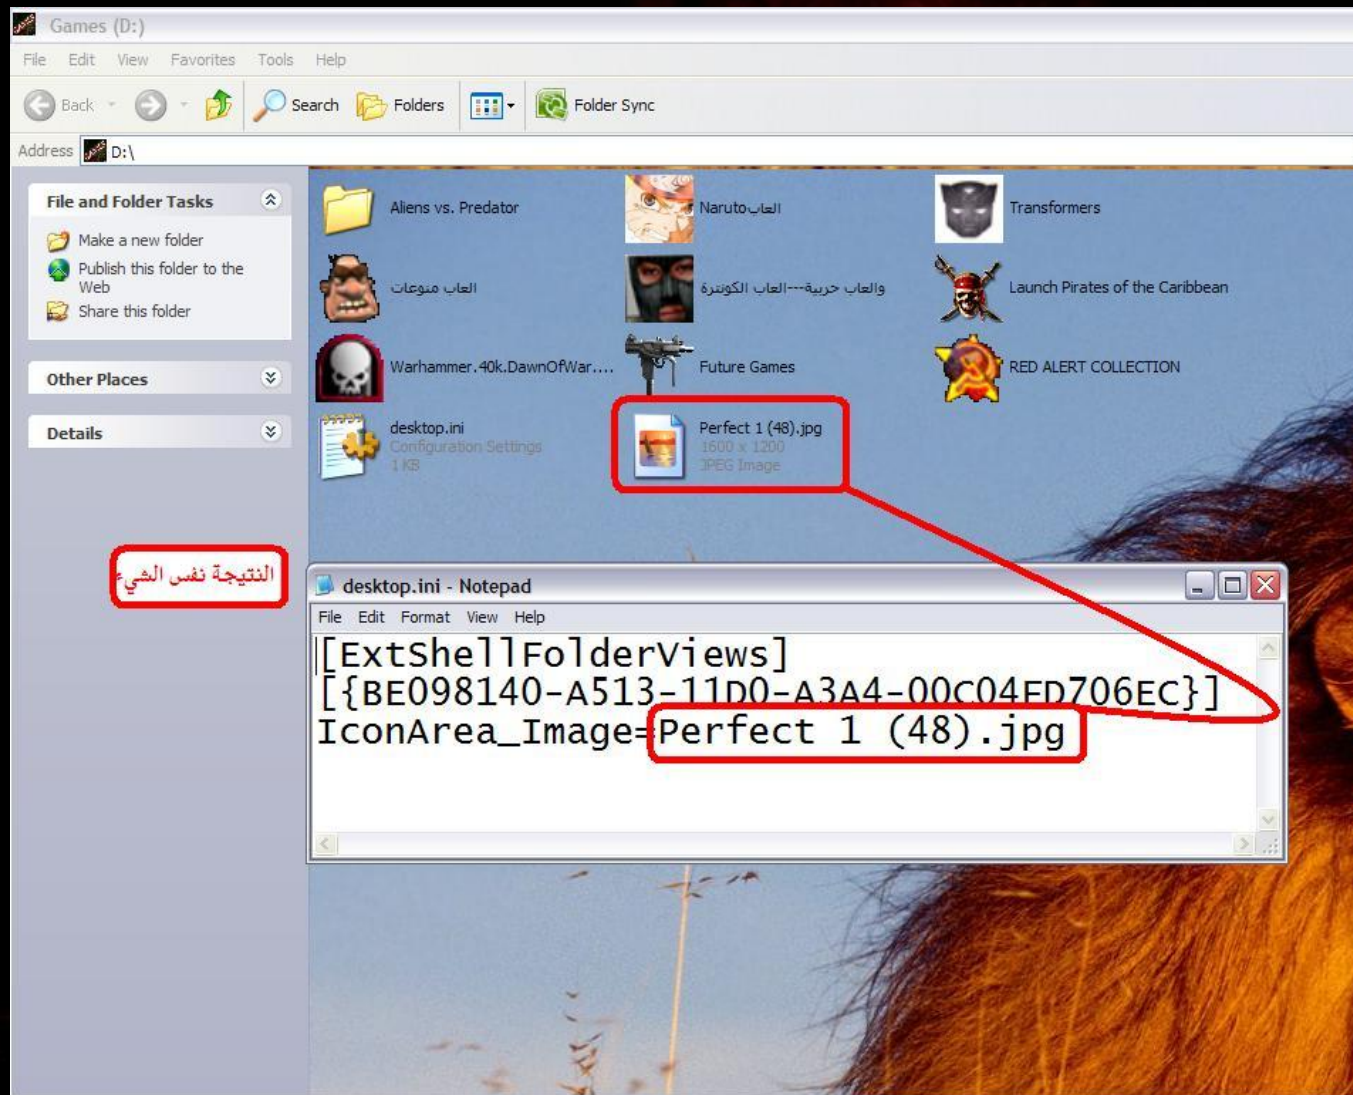 Games (D:)
File Edit View Favorites Tools Help
Back Search Folders Folder Sync
Address D:\
File and Folder Tasks
Make a new folder
Publish this folder to the
Web
Share this folder
Other Places
Details
Aliens vs. Predator
Narutoالعاب
Transformers
العاب منوعات
والعاب حربية---العاب الكونترة
Launch Pirates of the Caribbean
Warhammer.40k.DawnOfWar....
Future Games
RED ALERT COLLECTION
desktop.ini
Configuration Settings
1 KB
Perfect 1 (48).jpg
1600 x 1200
JPEG Image
النتيجة نفس الشيء
desktop.ini - Notepad
File Edit Format View Help
[ExtShellFolderViews]
[{BE098140-A513-11D0-A3A4-00C04FD706EC}]
IconArea_Image=Perfect 1 (48).jpg